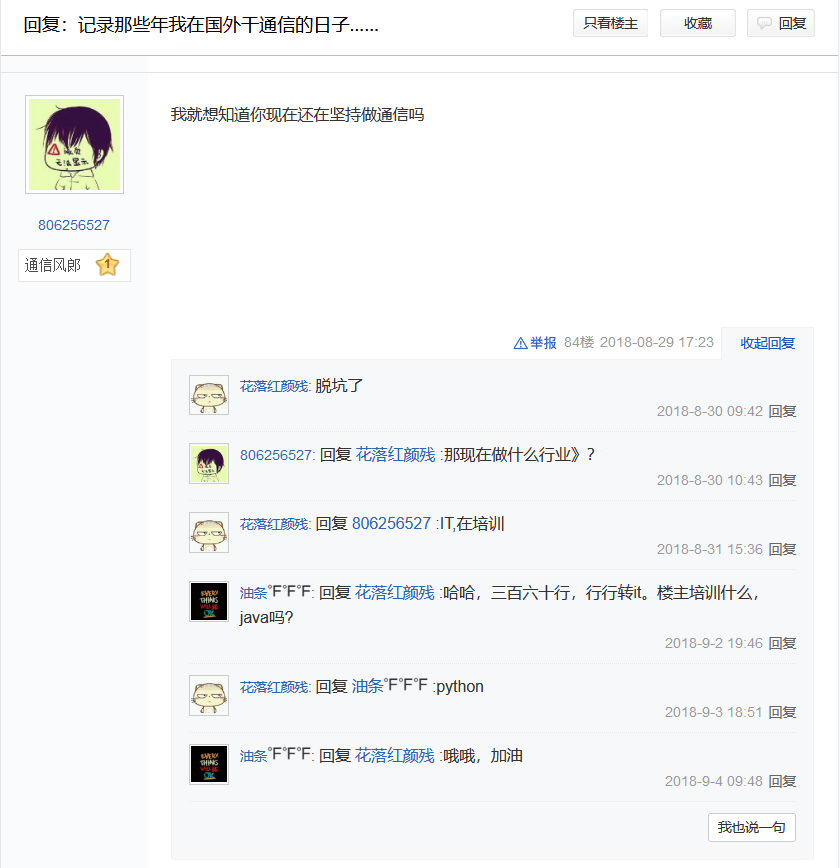 回复：记录那些年我在国外干通信的日子......
只看楼主
收藏
回复
我就想知道你现在还在坚持做通信吗
无法显示
806256527
通信风郎
1
举报 84楼 2018-08-29 17:23 收起回复
花落红颜残: 脱坑了
2018-8-30 09:42 回复
806256527: 回复 花落红颜残 :那现在做什么行业》？
2018-8-30 10:43 回复
花落红颜残: 回复 806256527 :IT,在培训
2018-8-31 15:36 回复
油条℉℉℉: 回复 花落红颜残 :哈哈，三百六十行，行行转it。楼主培训什么，
java吗?
2018-9-2 19:46 回复
花落红颜残: 回复 油条℉℉℉ :python
2018-9-3 18:51 回复
油条℉℉℉: 回复 花落红颜残 :哦哦，加油
2018-9-4 09:48 回复
我也说一句